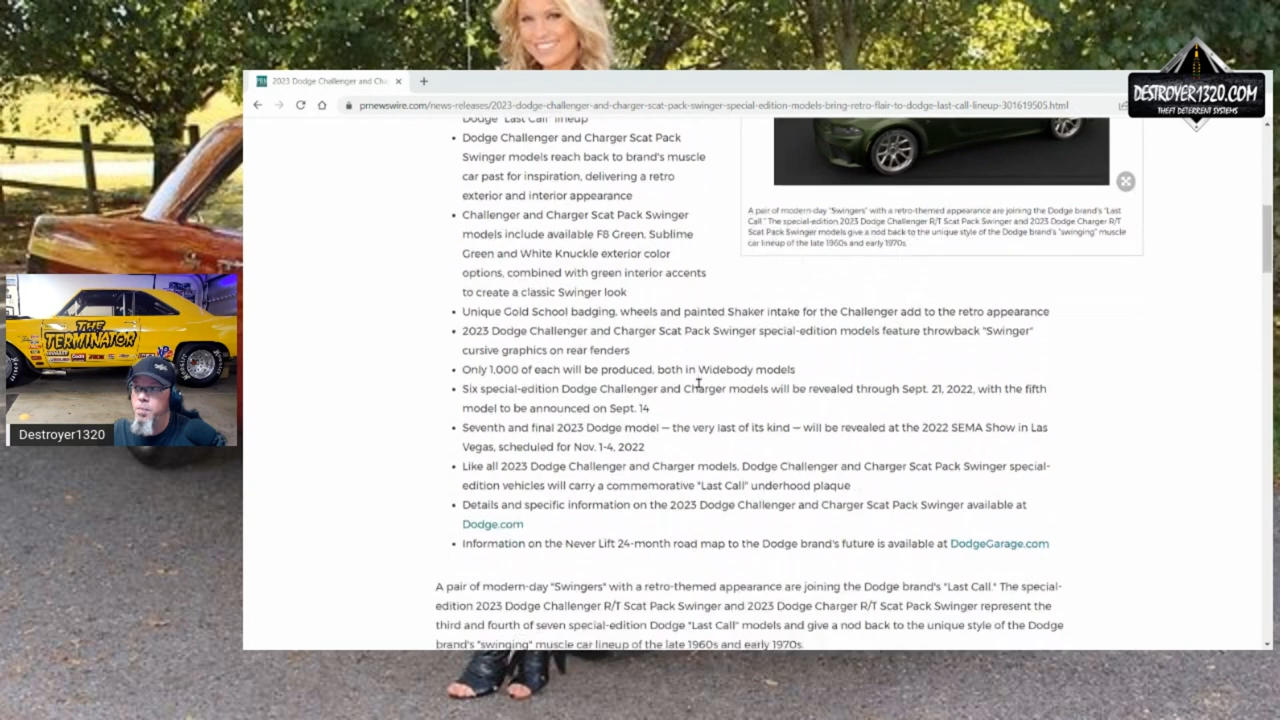 2023 Dodge Challenger and Cha
prnewswire.com/news-releases/2023-dodge-challenger-and-charger-scat-pack-swinger-special-edition-models-bring-retro-flair-to-dodge-last-call-lineup-301619505.html
DESTROYER1320.COM
THEFT DETERRENT SYSTEMS
Dodge "Last Call" lineup
• Dodge Challenger and Charger Scat Pack
Swinger models reach back to brand's muscle
car past for inspiration, delivering a retro
exterior and interior appearance
• Challenger and Charger Scat Pack Swinger
models include available F8 Green, Sublime
Green and White Knuckle exterior color
options, combined with green interior accents
to create a classic Swinger look
A pair of modern-day "Swingers" with a retro-themed appearance are joining the Dodge brand's "Last
Call." The special-edition 2023 Dodge Challenger R/T Scat Pack Swinger and 2023 Dodge Charger R/T
Scat Pack Swinger models give a nod back to the unique style of the Dodge brand's "swinging" muscle
car lineup of the late 1960s and early 1970s.
• Unique Gold School badging, wheels and painted Shaker intake for the Challenger add to the retro appearance
• 2023 Dodge Challenger and Charger Scat Pack Swinger special-edition models feature throwback "Swinger"
cursive graphics on rear fenders
• Only 1,000 of each will be produced, both in Widebody models
• Six special-edition Dodge Challenger and Charger models will be revealed through Sept. 21, 2022, with the fifth
model to be announced on Sept. 14
• Seventh and final 2023 Dodge model — the very last of its kind — will be revealed at the 2022 SEMA Show in Las
Vegas, scheduled for Nov. 1-4, 2022
• Like all 2023 Dodge Challenger and Charger models, Dodge Challenger and Charger Scat Pack Swinger special-
edition vehicles will carry a commemorative "Last Call" underhood plaque
• Details and specific information on the 2023 Dodge Challenger and Charger Scat Pack Swinger available at
Dodge.com
• Information on the Never Lift 24-month road map to the Dodge brand's future is available at DodgeGarage.com
A pair of modern-day "Swingers" with a retro-themed appearance are joining the Dodge brand's "Last Call." The special-
edition 2023 Dodge Challenger R/T Scat Pack Swinger and 2023 Dodge Charger R/T Scat Pack Swinger represent the
third and fourth of seven special-edition Dodge "Last Call" models and give a nod back to the unique style of the Dodge
brand's "swinging" muscle car lineup of the late 1960s and early 1970s.
THE
TERMINATOR
Destroyer1320